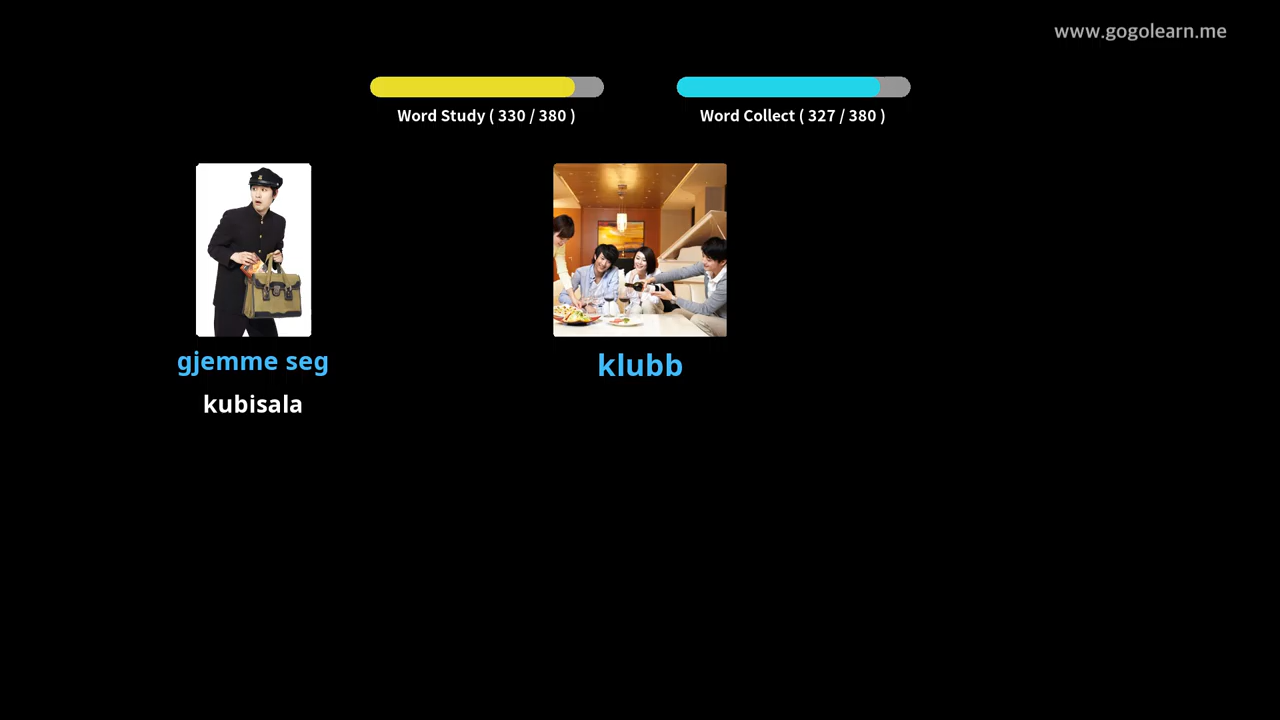 www.gogolearn.me
Word Study ( 330 / 380 )
Word Collect ( 327 / 380 )
gjemme seg
kubisala
klubb